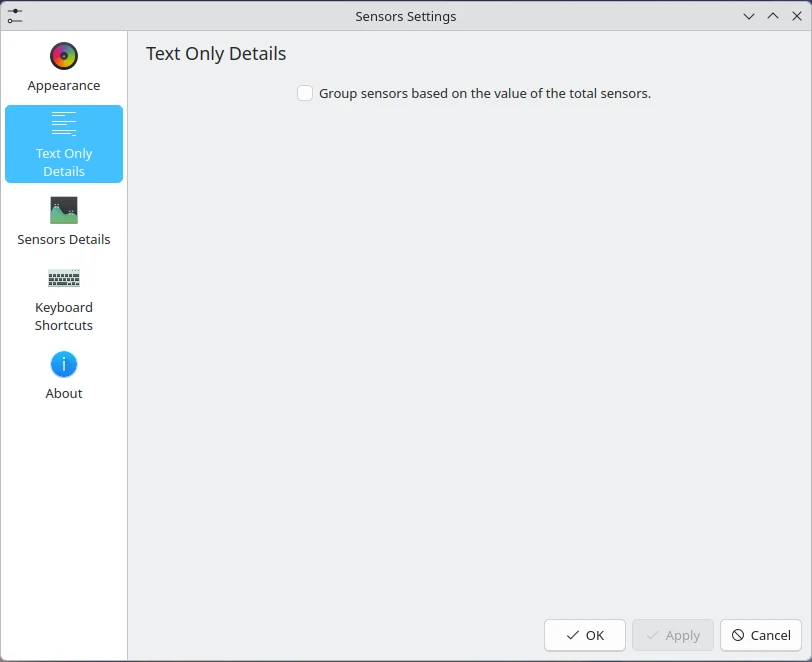 Sensors Settings
Appearance
Text Only
Details
Sensors Details
Keyboard
Shortcuts
About
Text Only Details
Group sensors based on the value of the total sensors.
OK
Apply
Cancel